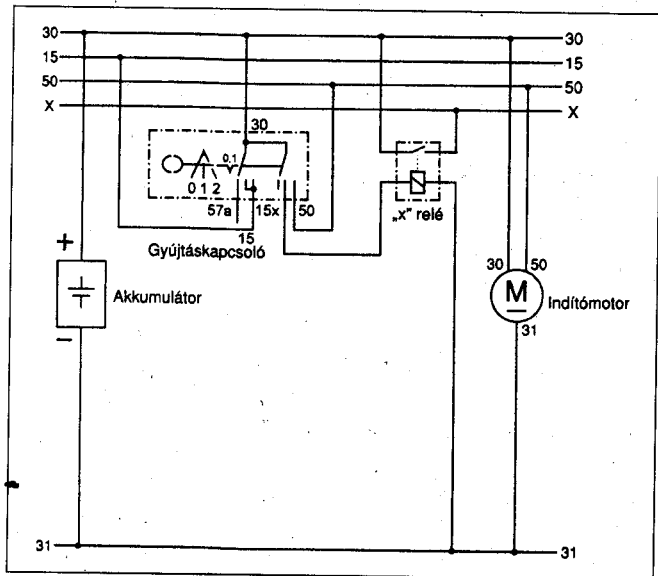 30 30
15 15
50 50
X X
30
0,1
0 1 2
57a 15x 50
15
„x" relé
Gyújtáskapcsoló
+
30 50
Akkumulátor
M
Indítómotor
31
−
31 31